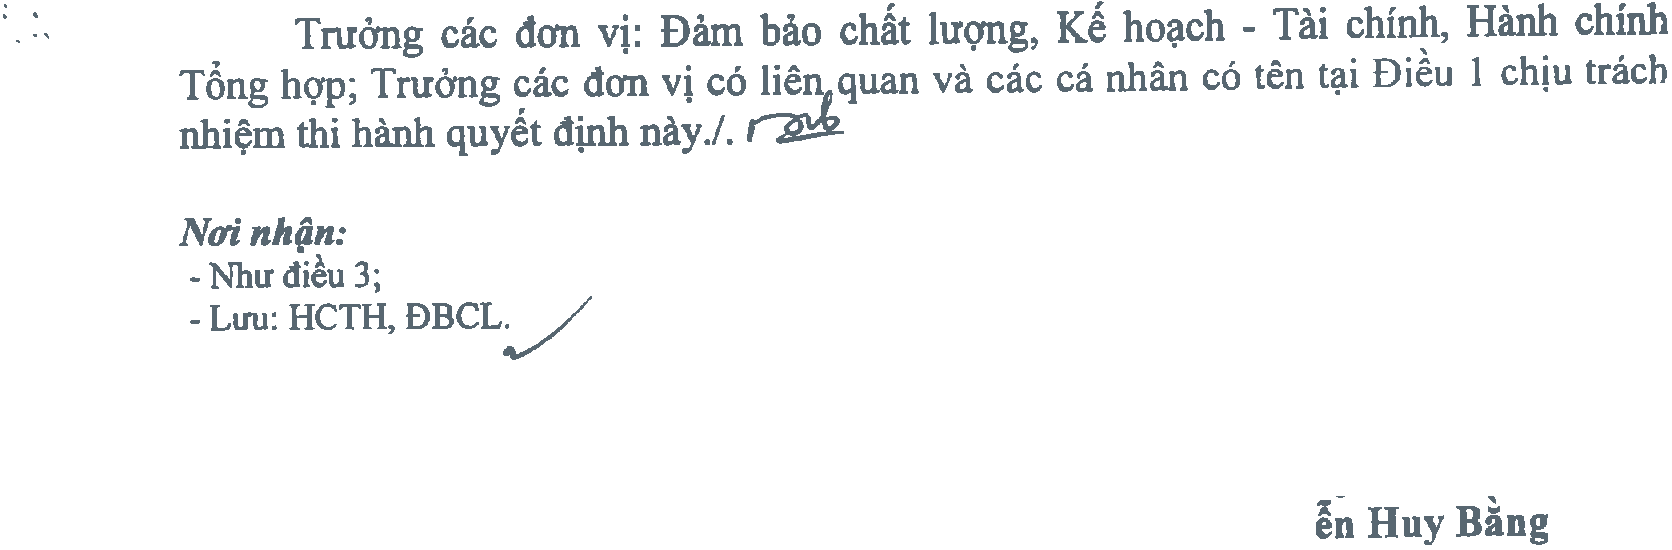 Trưởng các đơn vị: Đảm bảo chất lượng, Kế hoạch - Tài chính, Hành chính
Tổng hợp; Trưởng các đơn vị có liên quan và các cá nhân có tên tại Điều 1 chịu trách
nhiệm thi hành quyết định này./.
Nơi nhận:
- Như điều 3;
- Lưu: HCTH, ĐBCL.
ễn Huy Bằng